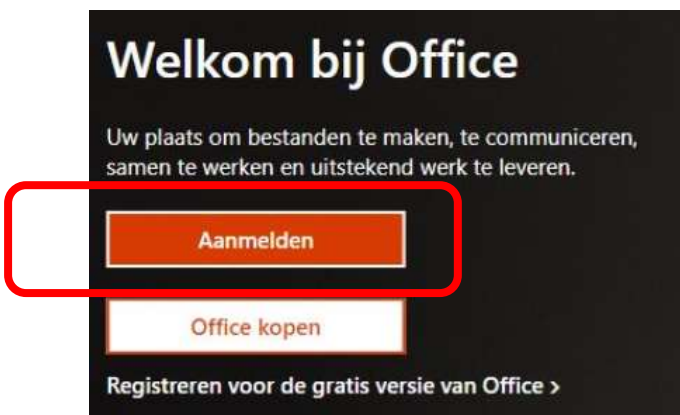 Welkom bij Office
Uw plaats om bestanden te maken, te communiceren,
samen te werken en uitstekend werk te leveren.
Aanmelden
Office kopen
Registreren voor de gratis versie van Office >